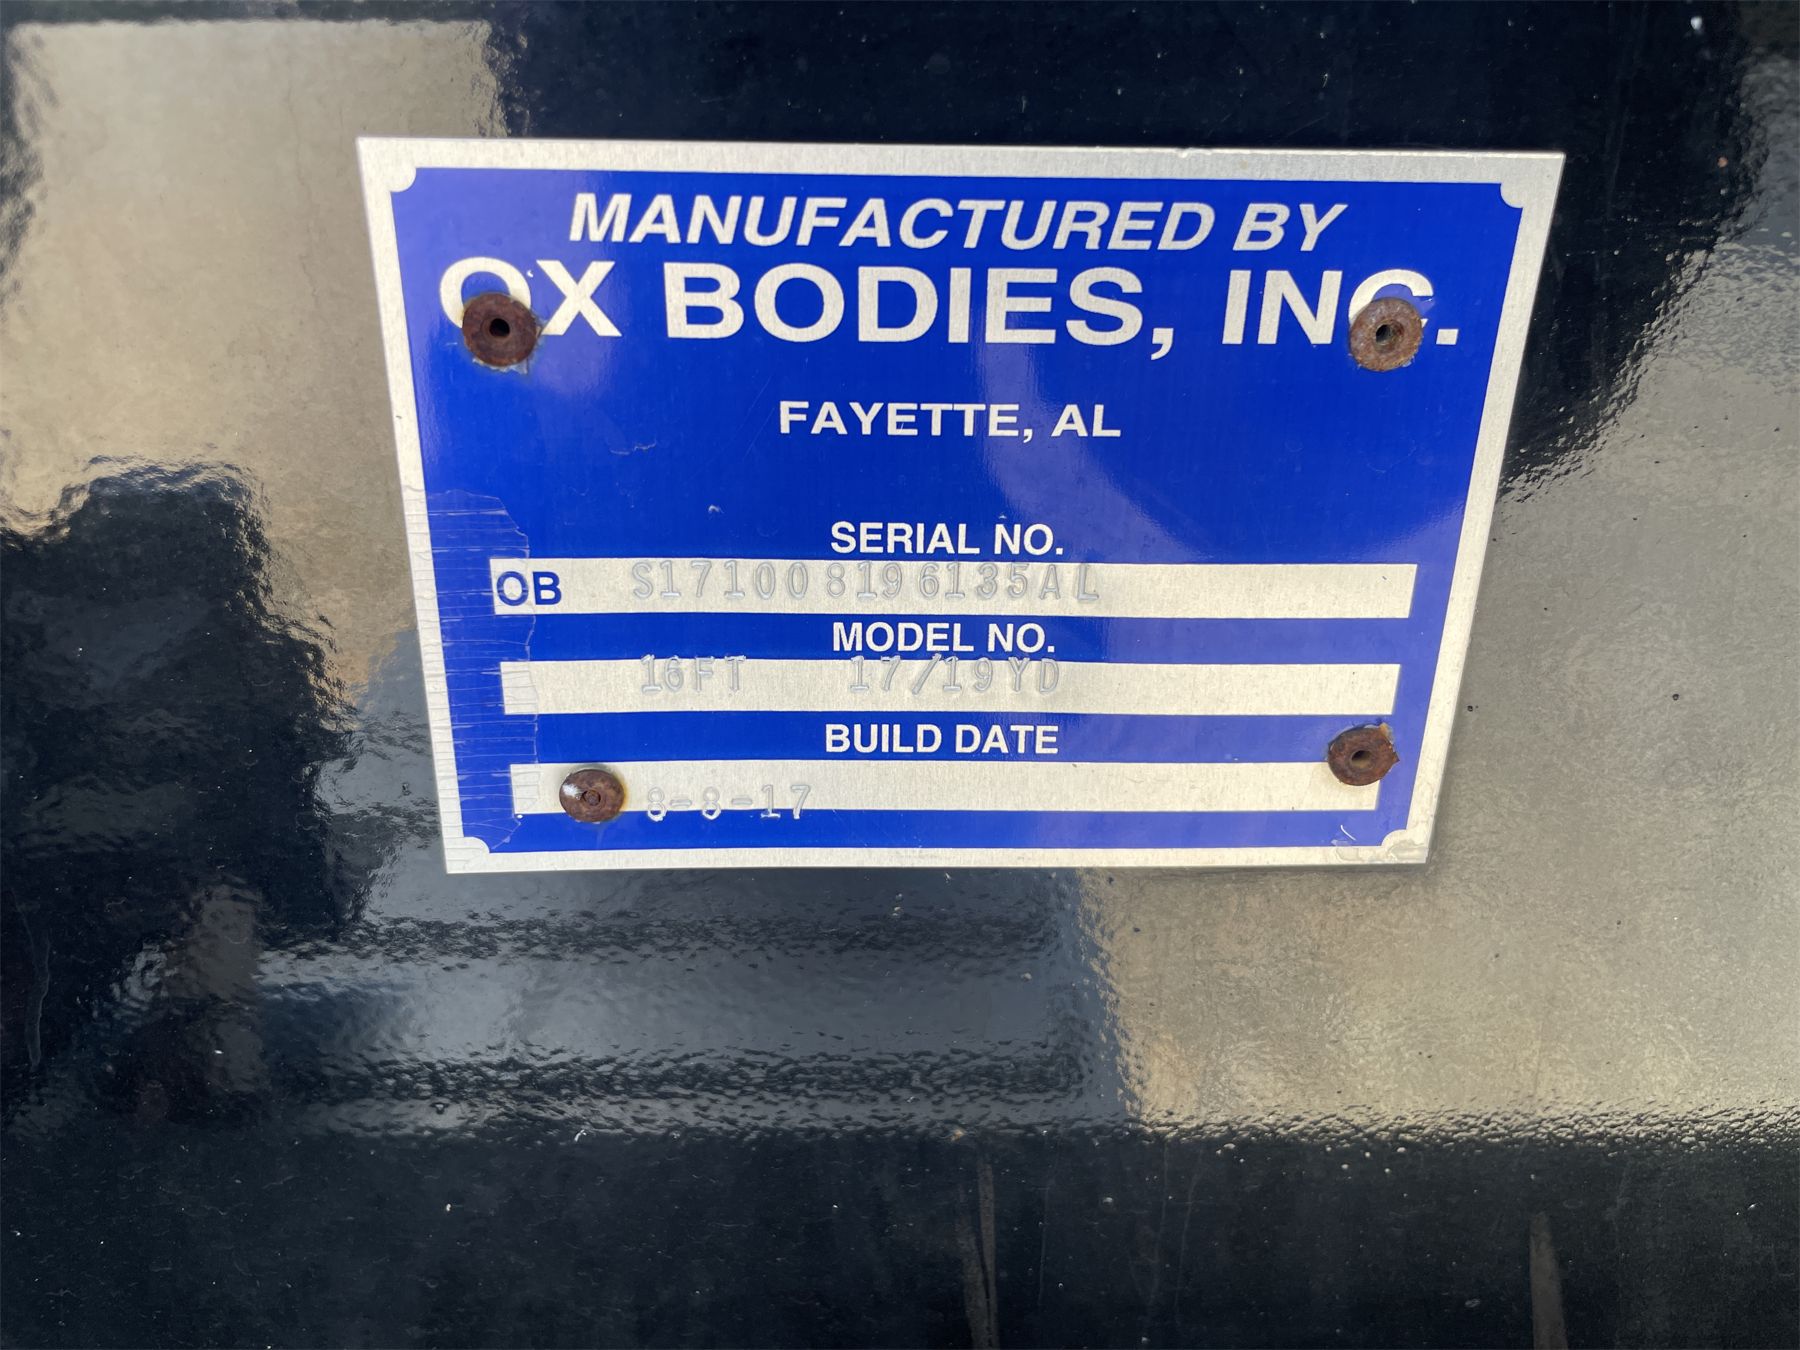 MANUFACTURED BY
OX BODIES, INC.
FAYETTE, AL
SERIAL NO.
OB S171008196135AL
MODEL NO.
16FT 17/19YD
BUILD DATE
8-8-17